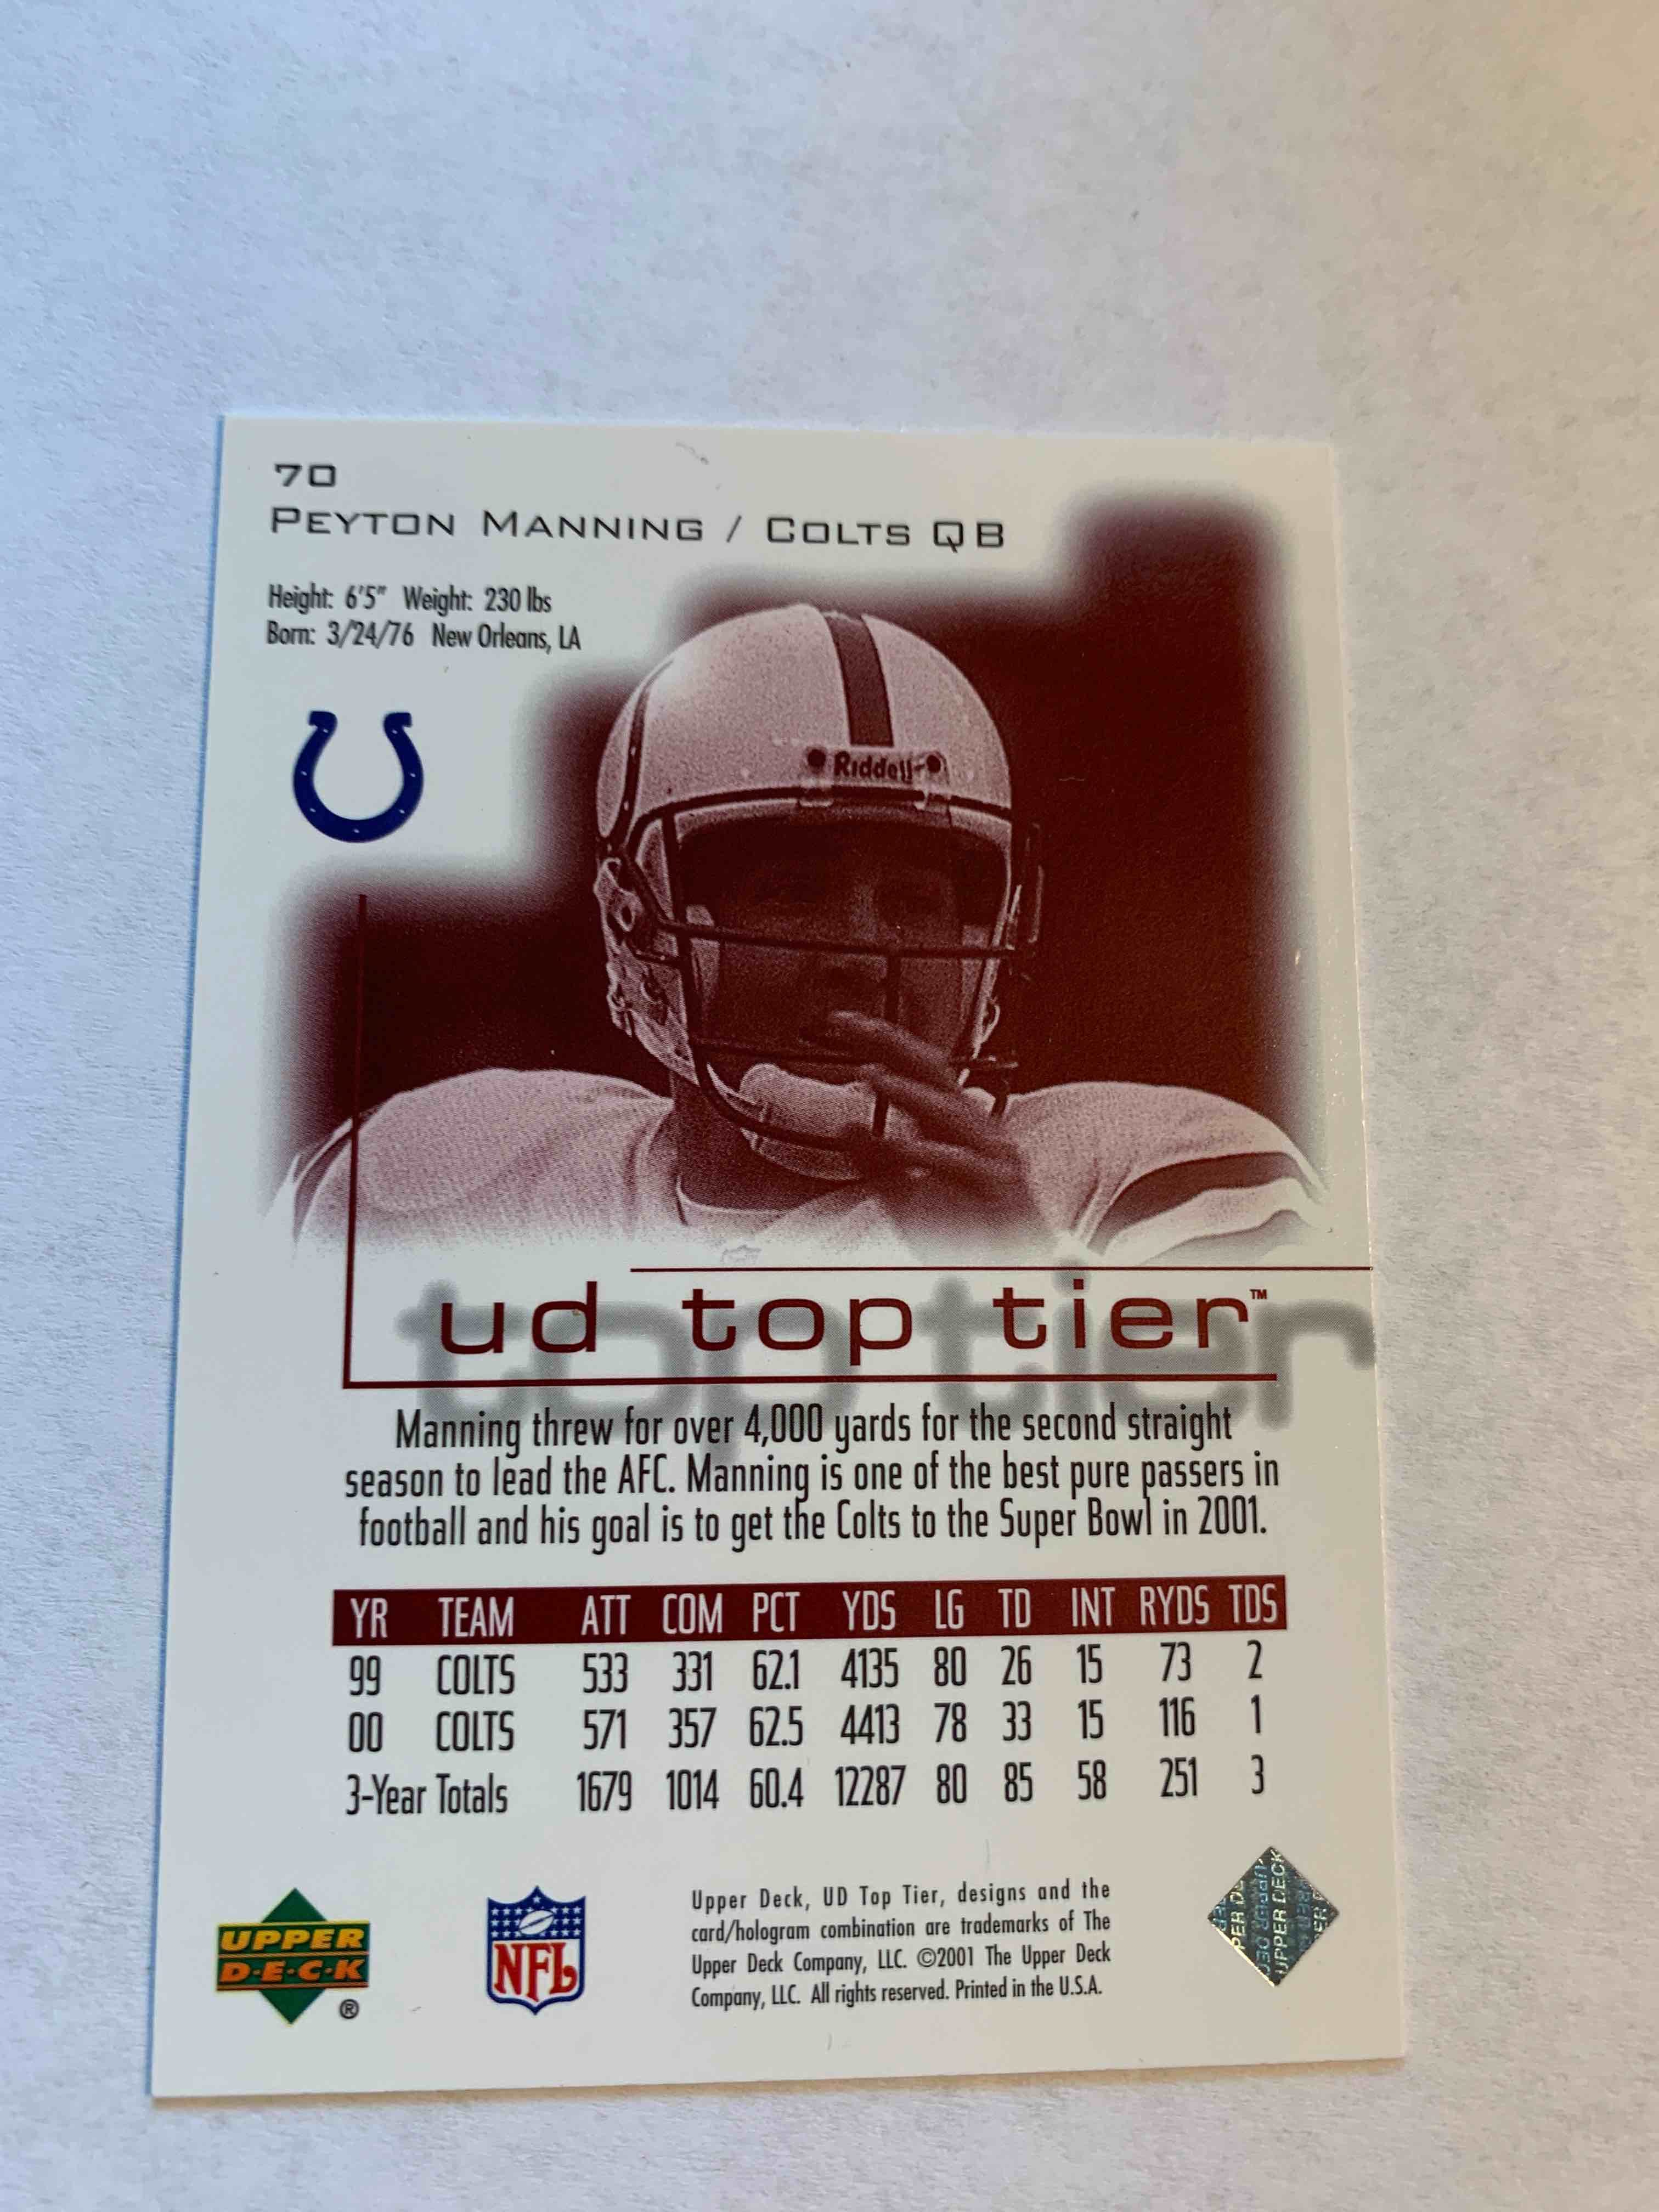 70
PEYTON MANNING / COLTS QB
Height: 6'5" Weight: 230 lbs
Born: 3/24/76 New Orleans, LA
Riddell
ud top tier™
top tier
Manning threw for over 4,000 yards for the second straight
season to lead the AFC. Manning is one of the best pure passers in
football and his goal is to get the Colts to the Super Bowl in 2001.
YR TEAM ATT COM PCT YDS LG TD INT RYDS TDS
99 COLTS 533 331 62.1 4135 80 26 15 73 2
00 COLTS 571 357 62.5 4413 78 33 15 116 1
3-Year Totals 1679 1014 60.4 12287 80 85 58 251 3
UPPER
D·E·C·K
®
NFL
Upper Deck, UD Top Tier, designs and the
card/hologram combination are trademarks of The
Upper Deck Company, LLC. ©2001 The Upper Deck
Company, LLC. All rights reserved. Printed in the U.S.A.
UPPER DECK